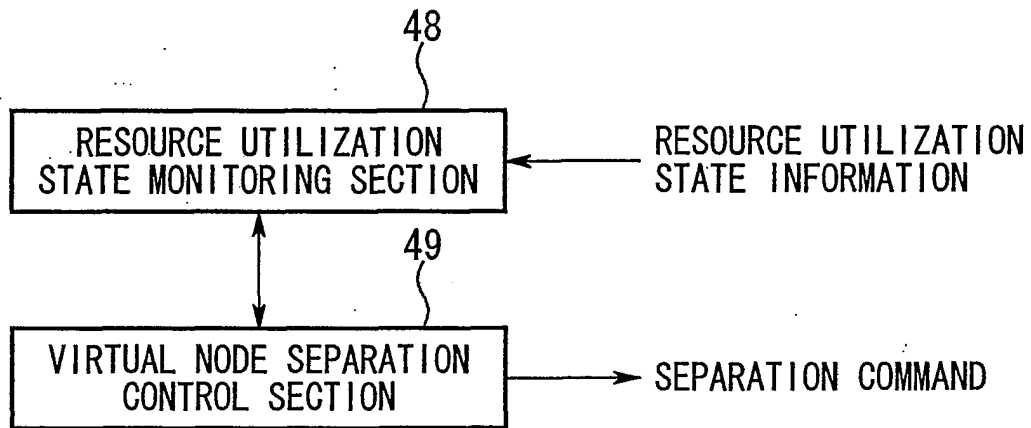 48
RESOURCE UTILIZATION
STATE MONITORING SECTION
RESOURCE UTILIZATION
STATE INFORMATION
49
VIRTUAL NODE SEPARATION
CONTROL SECTION
SEPARATION COMMAND